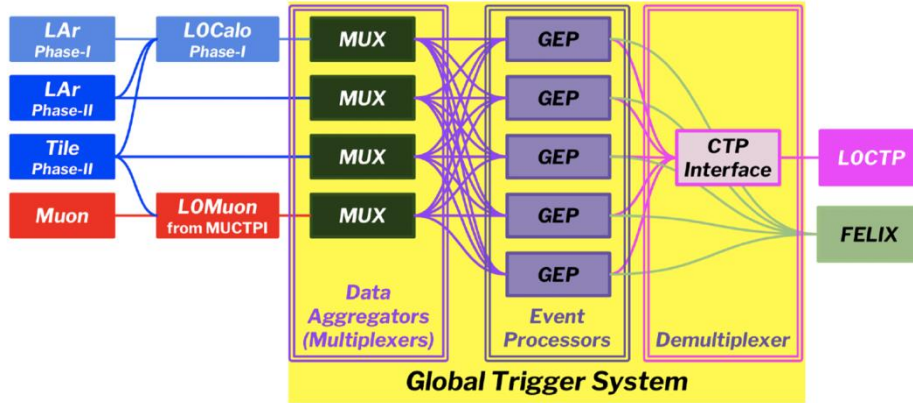 LAr
Phase-I
L0Calo
Phase-I
MUX
GEP
LAr
Phase-II
MUX
GEP
Tile
Phase-II
MUX
GEP
CTP
Interface
L0CTP
Muon
L0Muon
from MUCTPI
MUX
GEP
FELIX
GEP
Data
Aggregators
(Multiplexers)
Event
Processors
Demultiplexer
Global Trigger System